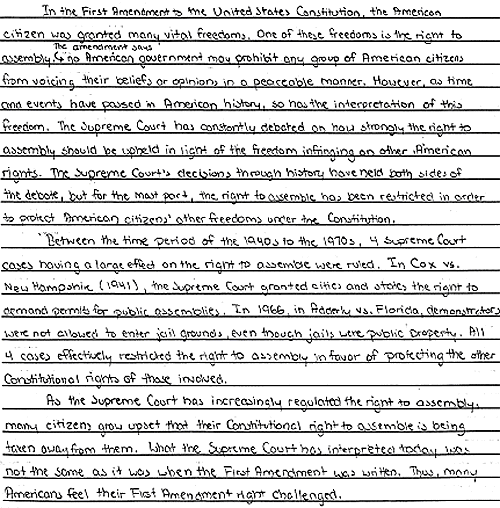 In the First Amendment to the United States Constitution, the American
citizen was granted many vital freedoms. One of these freedoms is the right to
The amendment says
assembly. no American government may prohibit any group of American citizens
from voicing their beliefs or opinions in a peaceable manner. However, as time
and events have passed in American history, so has the interpretation of this
freedom. The Supreme Court has constantly debated on how strongly the right to
assembly should be upheld in light of the freedom infringing on other American
rights. The Supreme Court's decisions through history have held both sides of
the debate, but for the most part, the right to assemble has been restricted in order
to protect American citizens' other freedoms under the Constitution.
Between the time period of the 1940s to the 1970s, 4 Supreme Court
cases having a large effect on the right to assemble were ruled. In Cox vs.
New Hampshire (1941), the Supreme Court granted cities and states the right to
demand permits for public assemblies. In 1966, in Adderly vs. Florida, demonstrators
were not allowed to enter jail grounds, even though jails were public property. All
4 cases effectively restricted the right to assembly in favor of protecting the other
Constitutional rights of those involved.
As the Supreme Court has increasingly regulated the right to assembly,
many citizens grow upset that their Constitutional right to assemble is being
taken away from them. What the Supreme Court has interpreted today was
not the same as it was when the First Amendment was written. Thus, many
Americans feel their First Amendment right challenged.